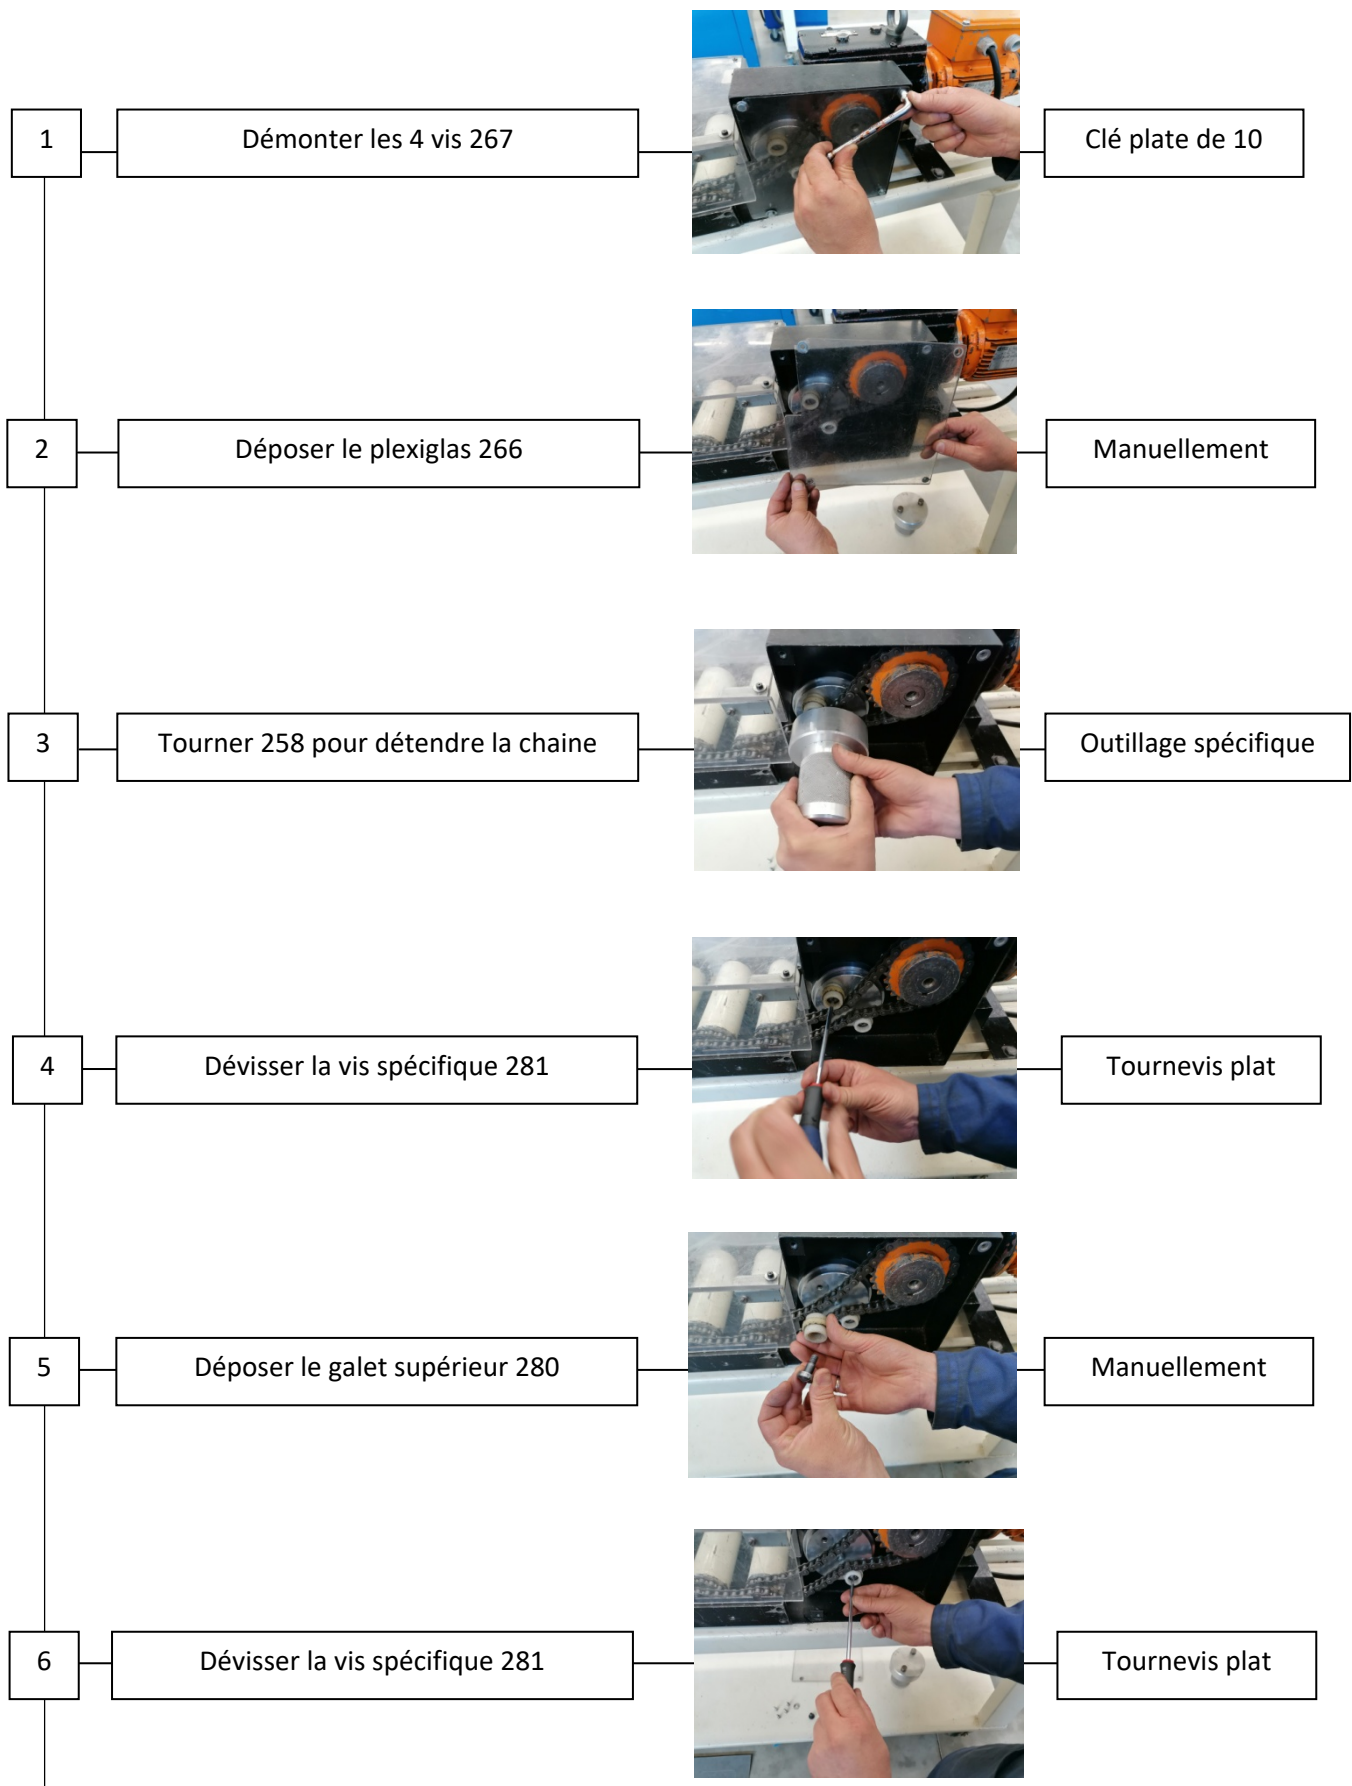 1
Démonter les 4 vis 267
Clé plate de 10
2
Déposer le plexiglas 266
Manuellement
3
Tourner 258 pour détendre la chaine
Outillage spécifique
4
Dévisser la vis spécifique 281
Tournevis plat
5
Déposer le galet supérieur 280
Manuellement
6
Dévisser la vis spécifique 281
Tournevis plat